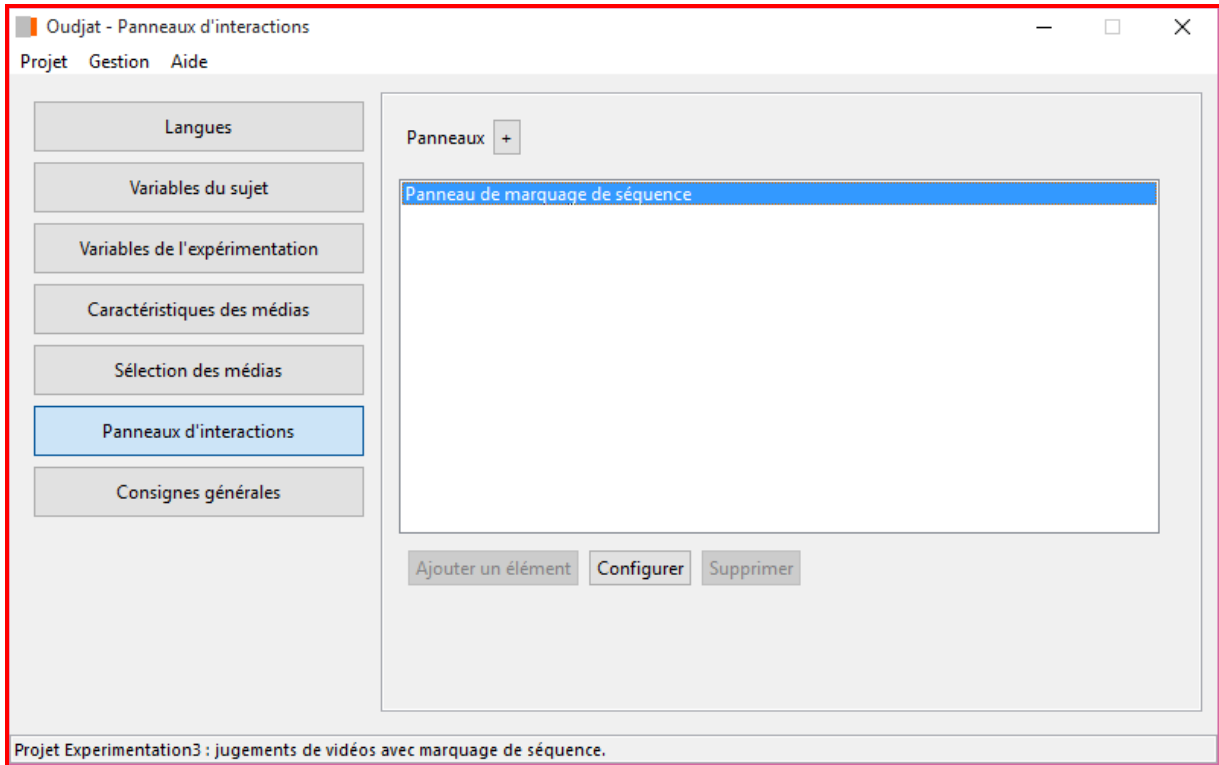 Oudjat - Panneaux d'interactions
Projet Gestion Aide
Langues
Variables du sujet
Variables de l'expérimentation
Caractéristiques des médias
Sélection des médias
Panneaux d'interactions
Consignes générales
Panneaux +
Panneau de marquage de séquence
Ajouter un élément Configurer Supprimer
Projet Experimentation3 : jugements de vidéos avec marquage de séquence.